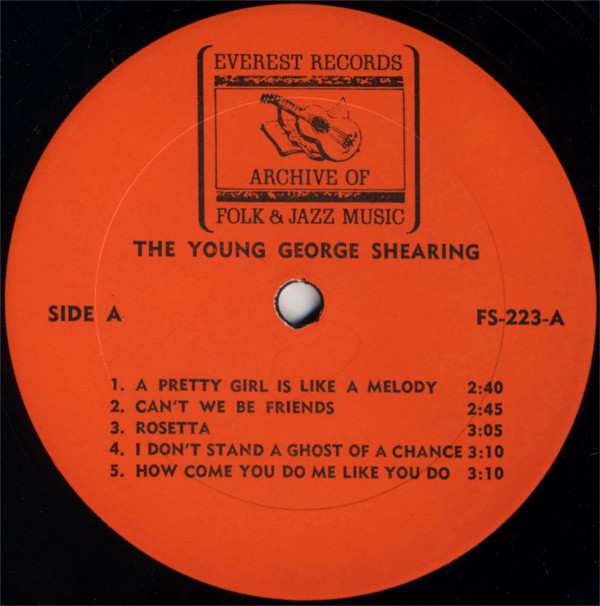 EVEREST RECORDS
ARCHIVE OF
FOLK & JAZZ MUSIC
THE YOUNG GEORGE SHEARING
SIDE A
FS-223-A
1. A PRETTY GIRL IS LIKE A MELODY 2:40
2. CAN'T WE BE FRIENDS 2:45
3. ROSETTA 3:05
4. I DON'T STAND A GHOST OF A CHANCE 3:10
5. HOW COME YOU DO ME LIKE YOU DO 3:10